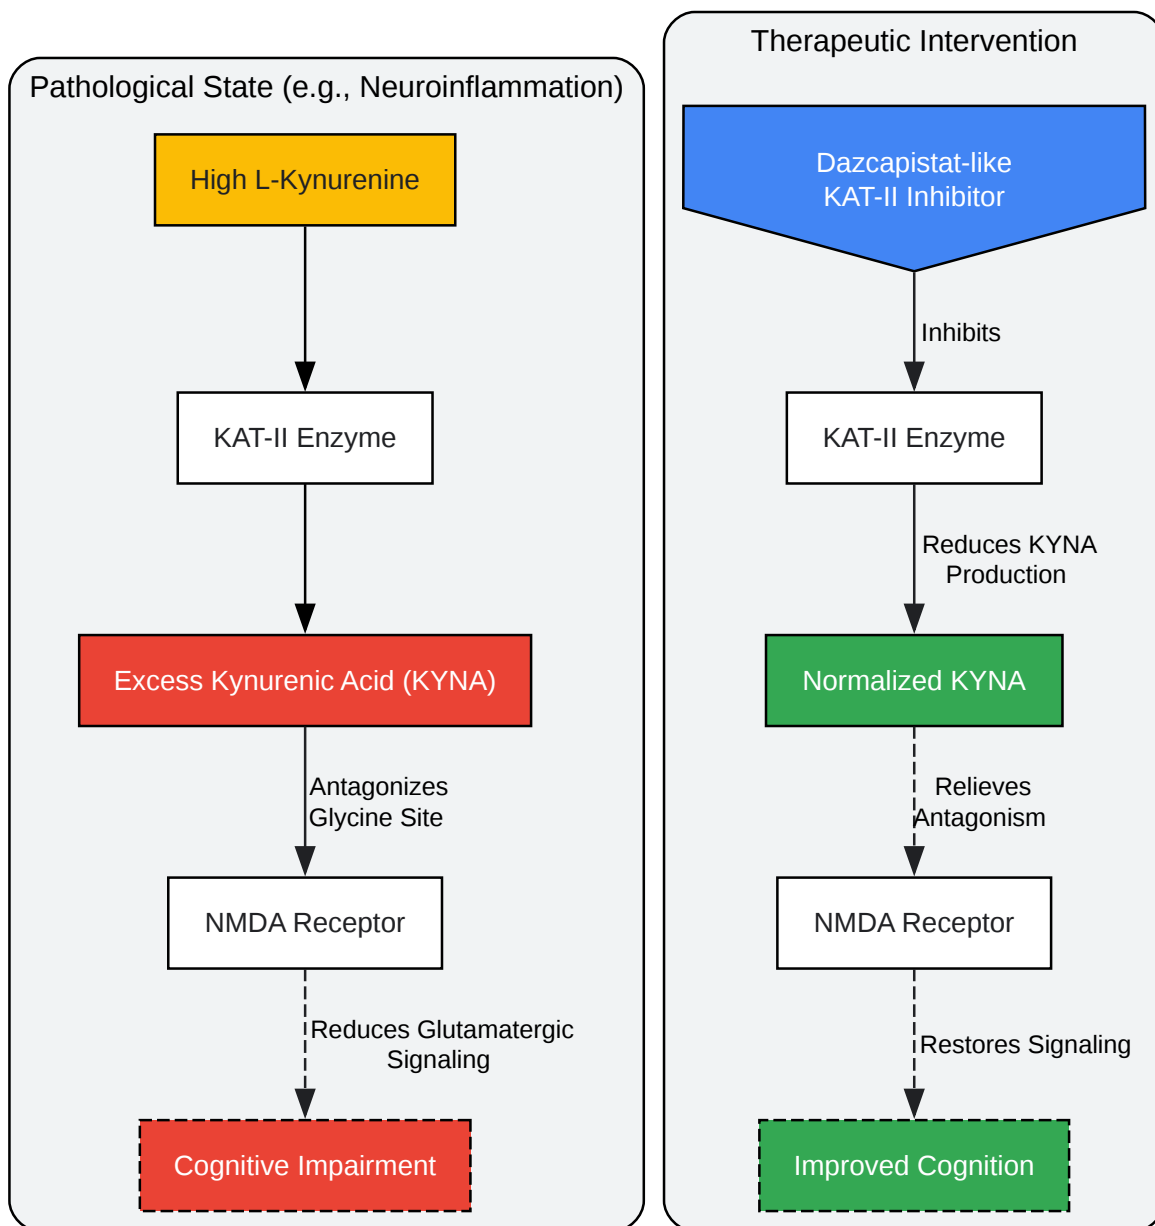 Pathological State (e.g., Neuroinflammation)
High L-Kynurenine
KAT-II Enzyme
Excess Kynurenic Acid (KYNA)
Antagonizes
Glycine Site
NMDA Receptor
Reduces Glutamatergic
Signaling
Cognitive Impairment
Therapeutic Intervention
Dazcapistat-like
KAT-II Inhibitor
Inhibits
KAT-II Enzyme
Reduces KYNA
Production
Normalized KYNA
Relieves
Antagonism
NMDA Receptor
Restores Signaling
Improved Cognition